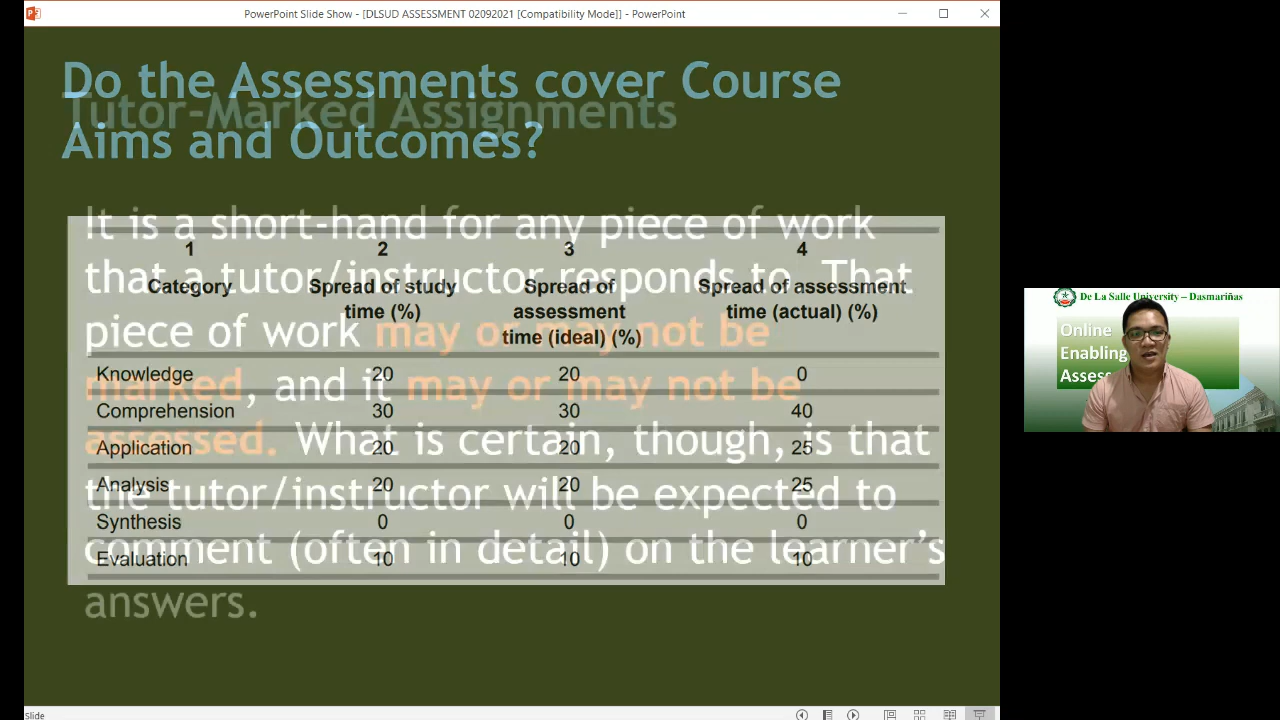 PowerPoint Slide Show - [DLSUD ASSESSMENT 02092021 [Compatibility Mode]] - PowerPoint
Do the Assessments cover Course
Aims and Outcomes?
Tutor-Marked Assignments
It is a short-hand for any piece of work
that a tutor/instructor responds to. That
piece of work may or may not be
marked, and it may or may not be
assessed. What is certain, though, is that
the tutor/instructor will be expected to
comment (often in detail) on the learner's
answers.
1 2 3 4
Category Spread of study Spread of Spread of assessment
time (%) assessment time (actual) (%)
time (ideal) (%)
Knowledge 20 20 0
Comprehension 30 30 40
Application 20 20 25
Analysis 20 20 25
Synthesis 0 0 0
Evaluation 10 10 10
De La Salle University – Dasmariñas
Online
Enabling
Assess
Slide